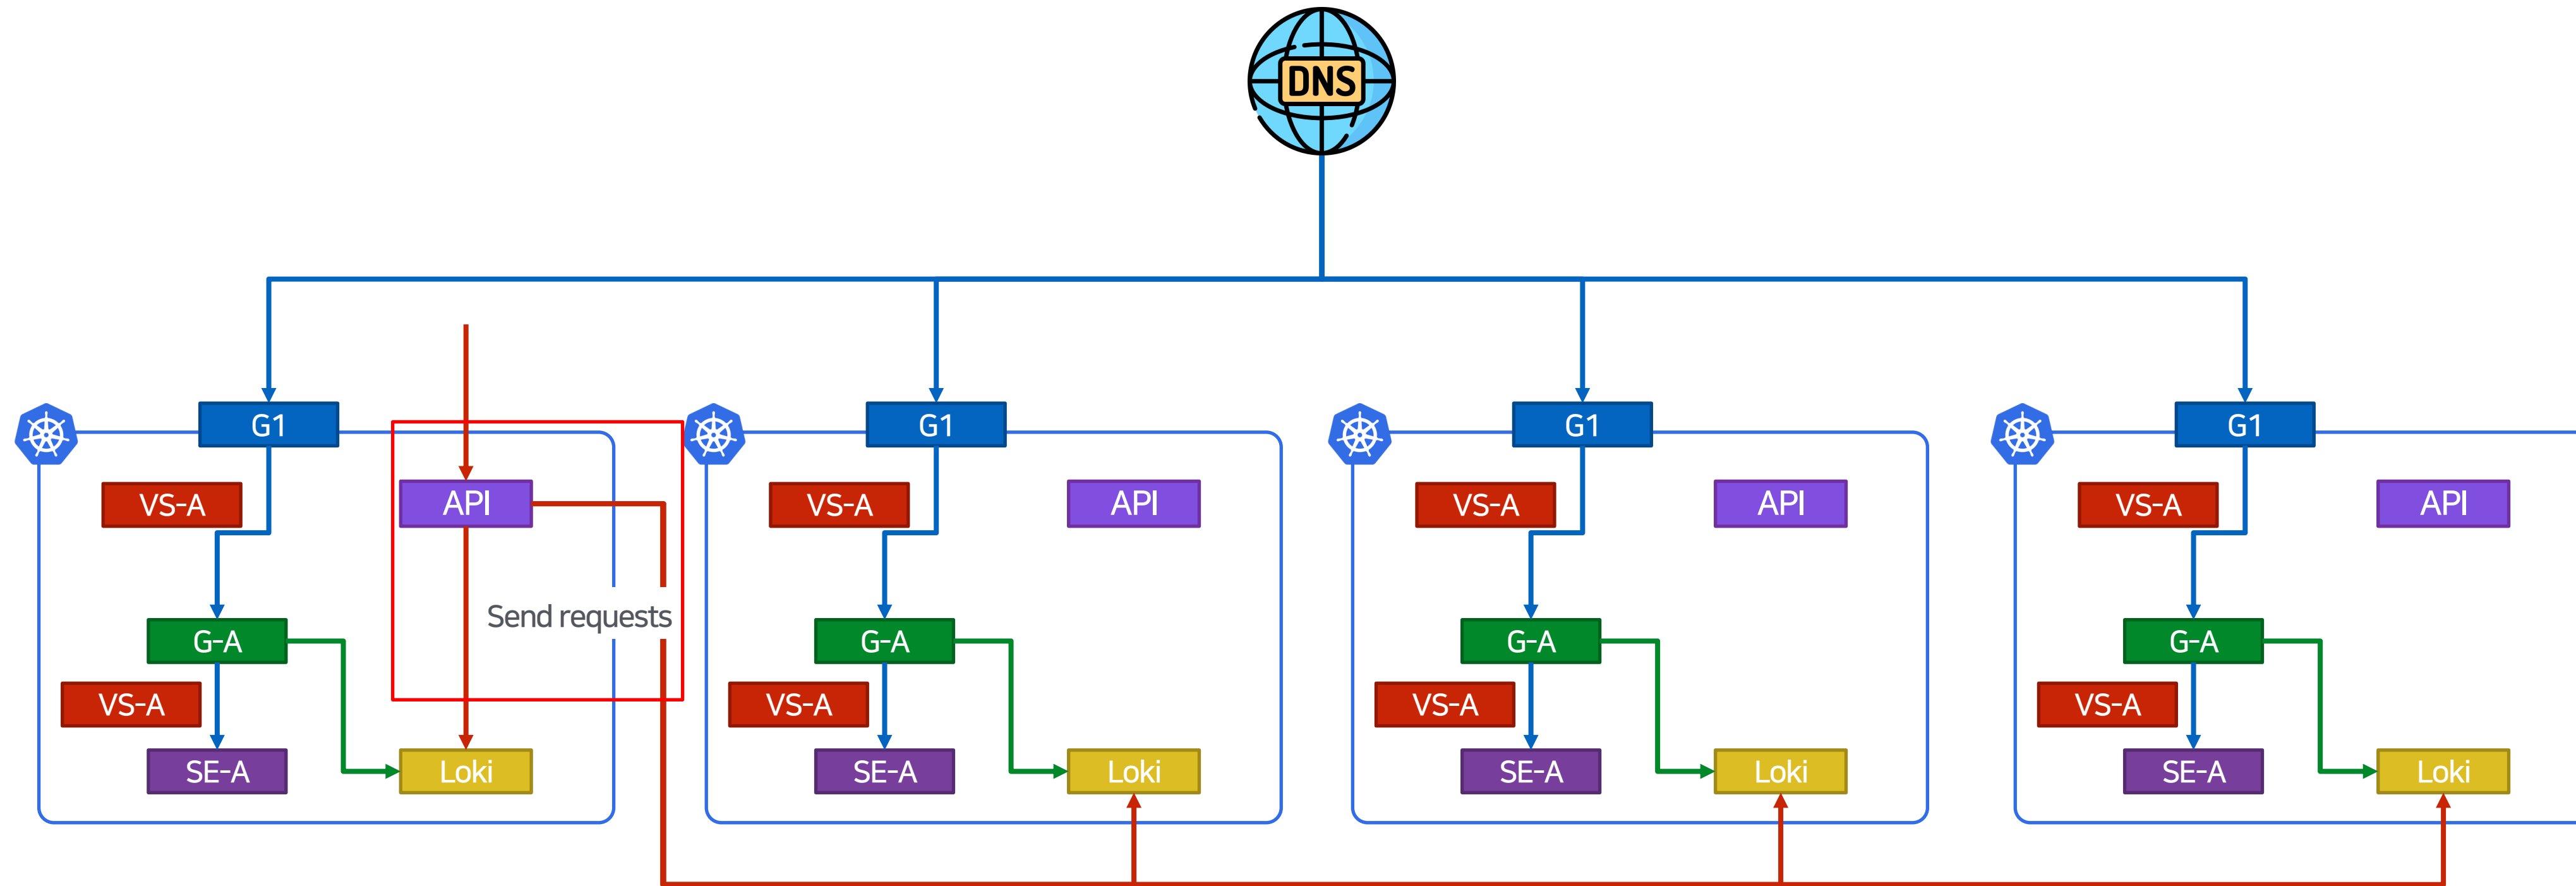 DNS
G1
G1
G1
G1
VS-A
API
VS-A
API
VS-A
API
VS-A
API
Send requests
G-A
G-A
G-A
G-A
VS-A
VS-A
VS-A
VS-A
SE-A
Loki
SE-A
Loki
SE-A
Loki
SE-A
Loki